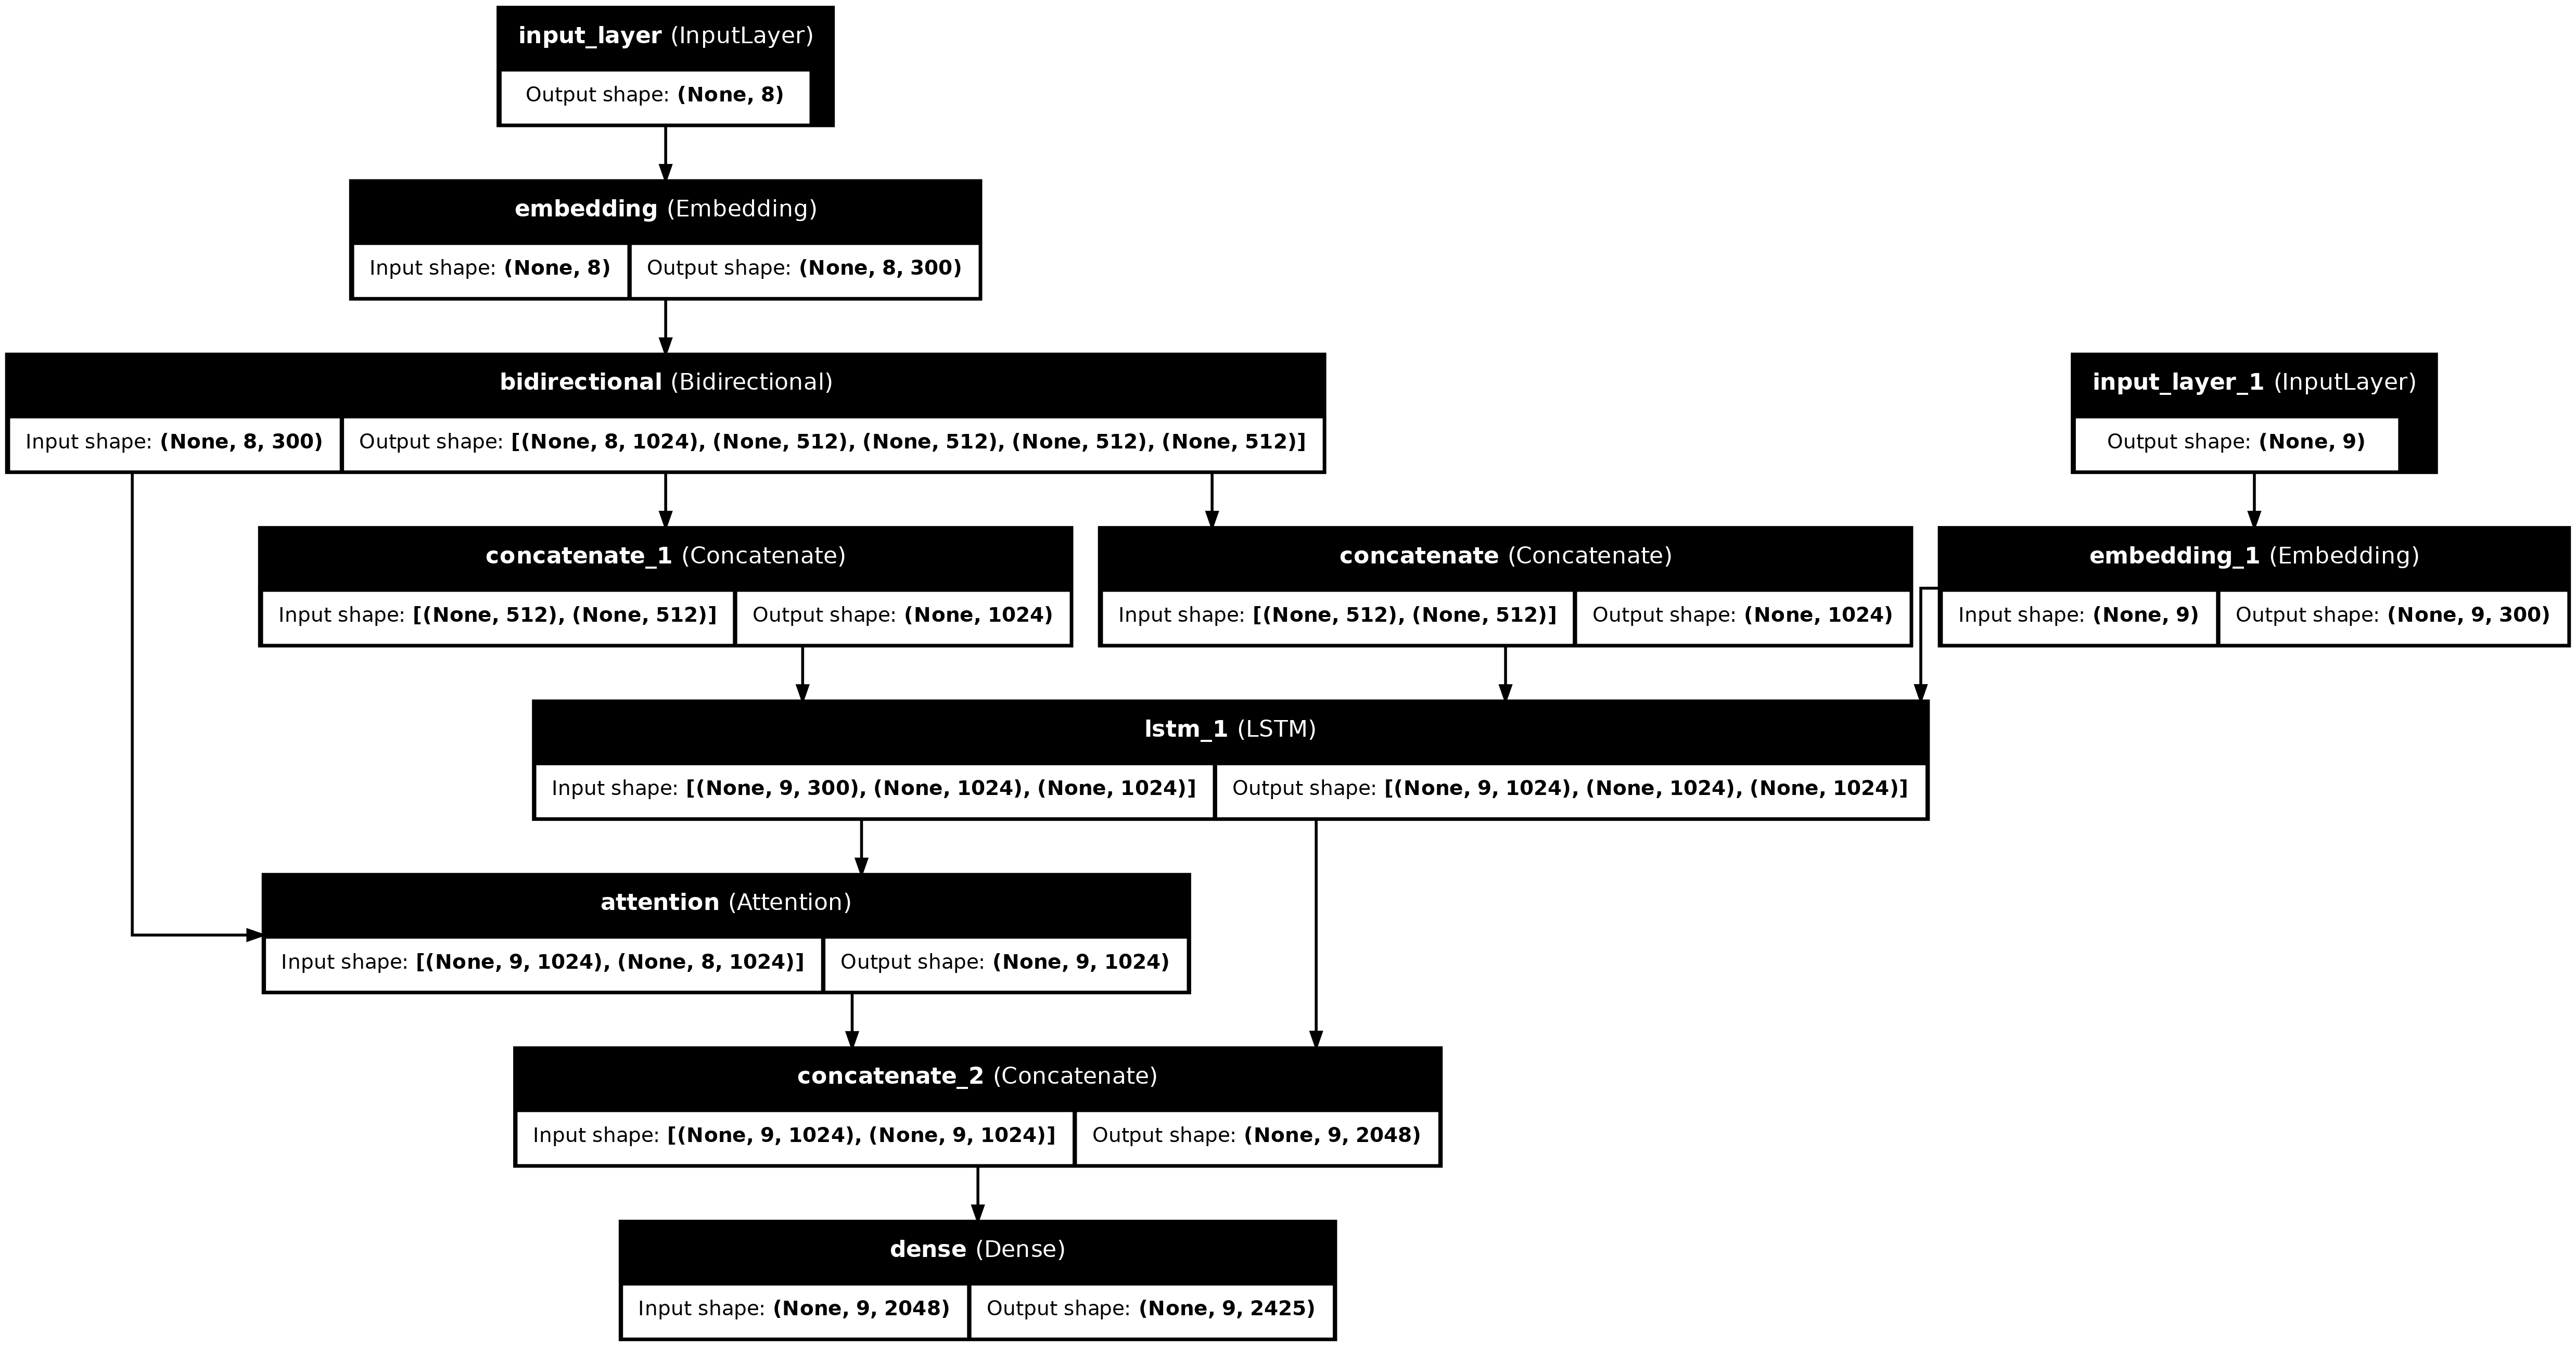 input_layer (InputLayer)
Output shape: (None, 8)
embedding (Embedding)
Input shape: (None, 8)
Output shape: (None, 8, 300)
bidirectional (Bidirectional)
Input shape: (None, 8, 300)
Output shape: [(None, 8, 1024), (None, 512), (None, 512), (None, 512), (None, 512)]
input_layer_1 (InputLayer)
Output shape: (None, 9)
concatenate_1 (Concatenate)
Input shape: [(None, 512), (None, 512)]
Output shape: (None, 1024)
concatenate (Concatenate)
Input shape: [(None, 512), (None, 512)]
Output shape: (None, 1024)
embedding_1 (Embedding)
Input shape: (None, 9)
Output shape: (None, 9, 300)
lstm_1 (LSTM)
Input shape: [(None, 9, 300), (None, 1024), (None, 1024)]
Output shape: [(None, 9, 1024), (None, 1024), (None, 1024)]
attention (Attention)
Input shape: [(None, 9, 1024), (None, 8, 1024)]
Output shape: (None, 9, 1024)
concatenate_2 (Concatenate)
Input shape: [(None, 9, 1024), (None, 9, 1024)]
Output shape: (None, 9, 2048)
dense (Dense)
Input shape: (None, 9, 2048)
Output shape: (None, 9, 2425)